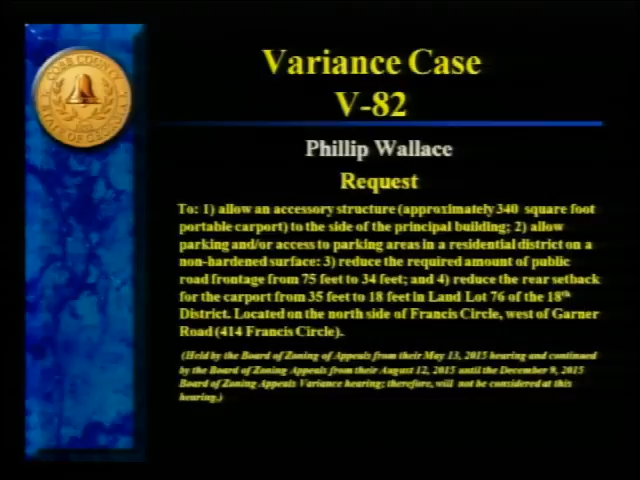 COBB COUNTY
STATE OF GEORGIA
Variance Case
V-82
Phillip Wallace
Request
To: 1) allow an accessory structure (approximately 340 square foot
portable carport) to the side of the principal building; 2) allow
parking and/or access to parking areas in a residential district on a
non-hardened surface: 3) reduce the required amount of public
road frontage from 75 feet to 34 feet; and 4) reduce the rear setback
for the carport from 35 feet to 18 feet in Land Lot 76 of the 18th
District. Located on the north side of Francis Circle, west of Garner
Road (414 Francis Circle).
(Held by the Board of Zoning of Appeals from their May 13, 2015 hearing and continued
by the Board of Zoning Appeals from their August 12, 2015 until the December 9, 2015
Board of Zoning Appeals Variance hearing; therefore, will not be considered at this
hearing.)